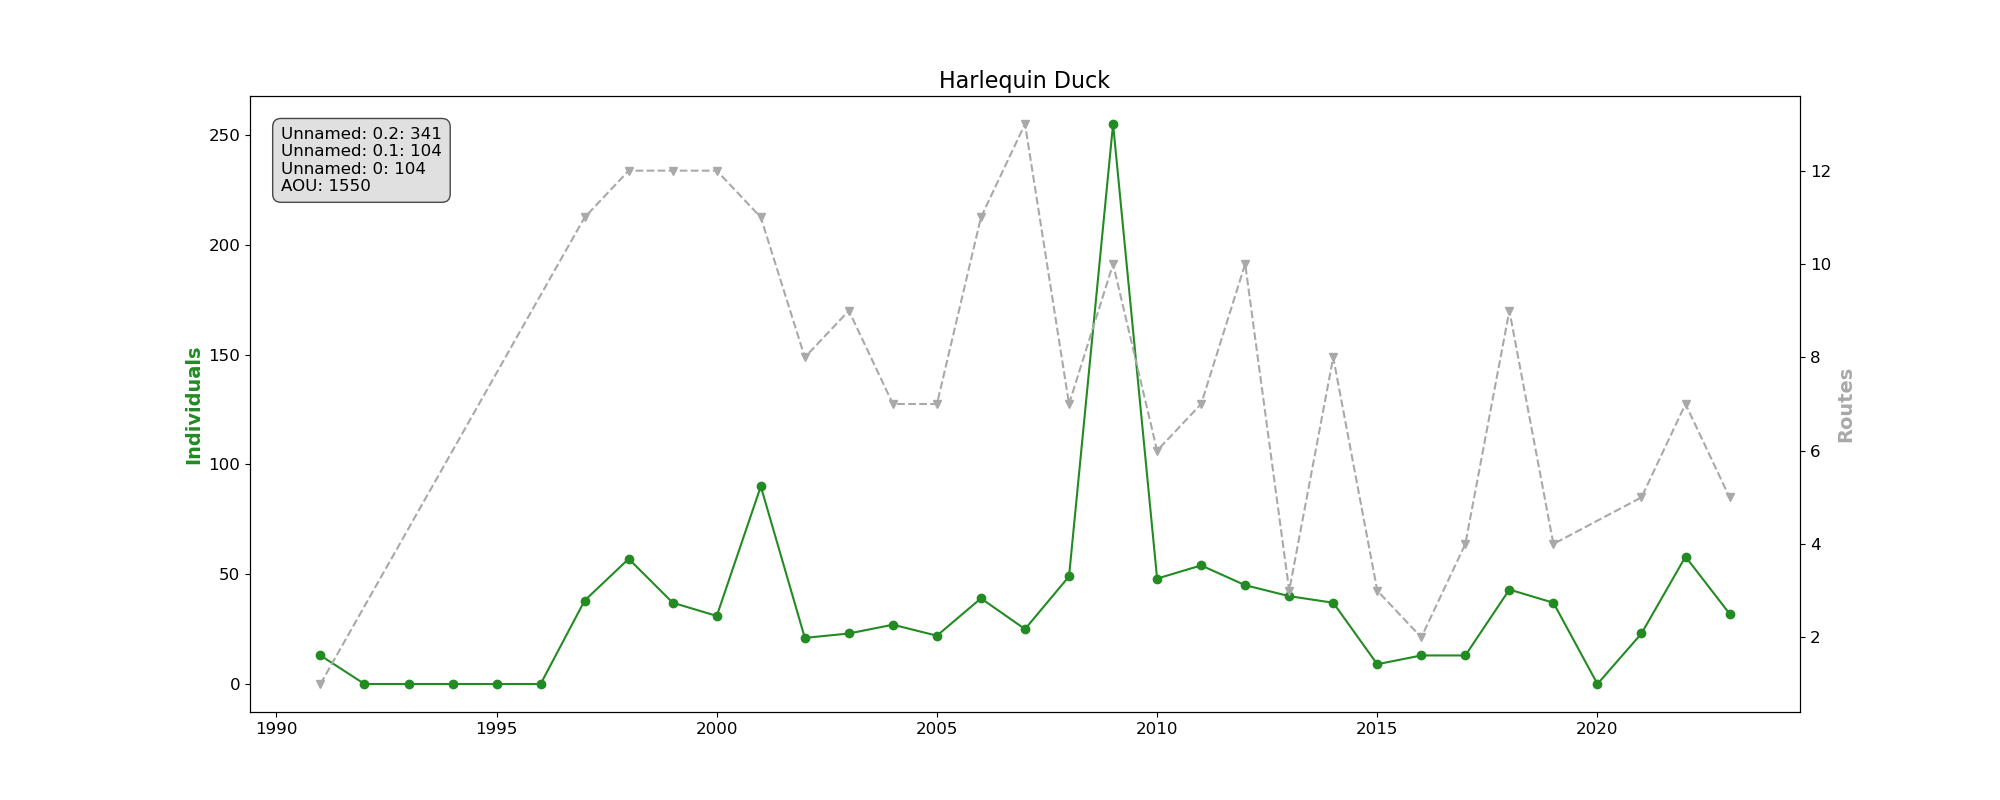 Harlequin Duck
Unnamed: 0.2: 341
Unnamed: 0.1: 104
Unnamed: 0: 104
AOU: 1550
250
200
150
100
50
0
Individuals
12
10
8
6
4
2
Routes
1990 1995 2000 2005 2010 2015 2020